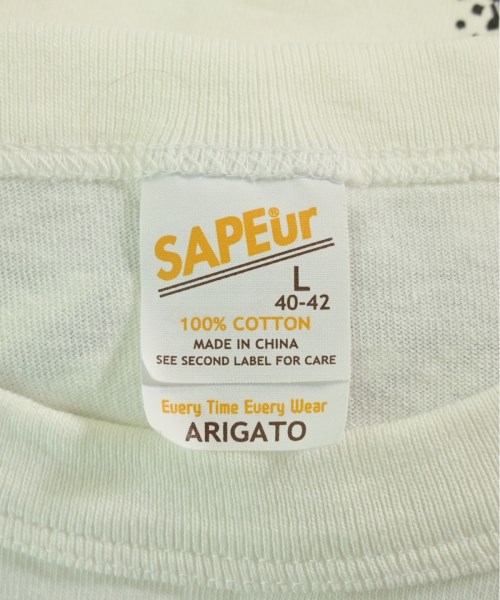 SAPEur®
L
40-42
100% COTTON
MADE IN CHINA
SEE SECOND LABEL FOR CARE
Every Time Every Wear
ARIGATO